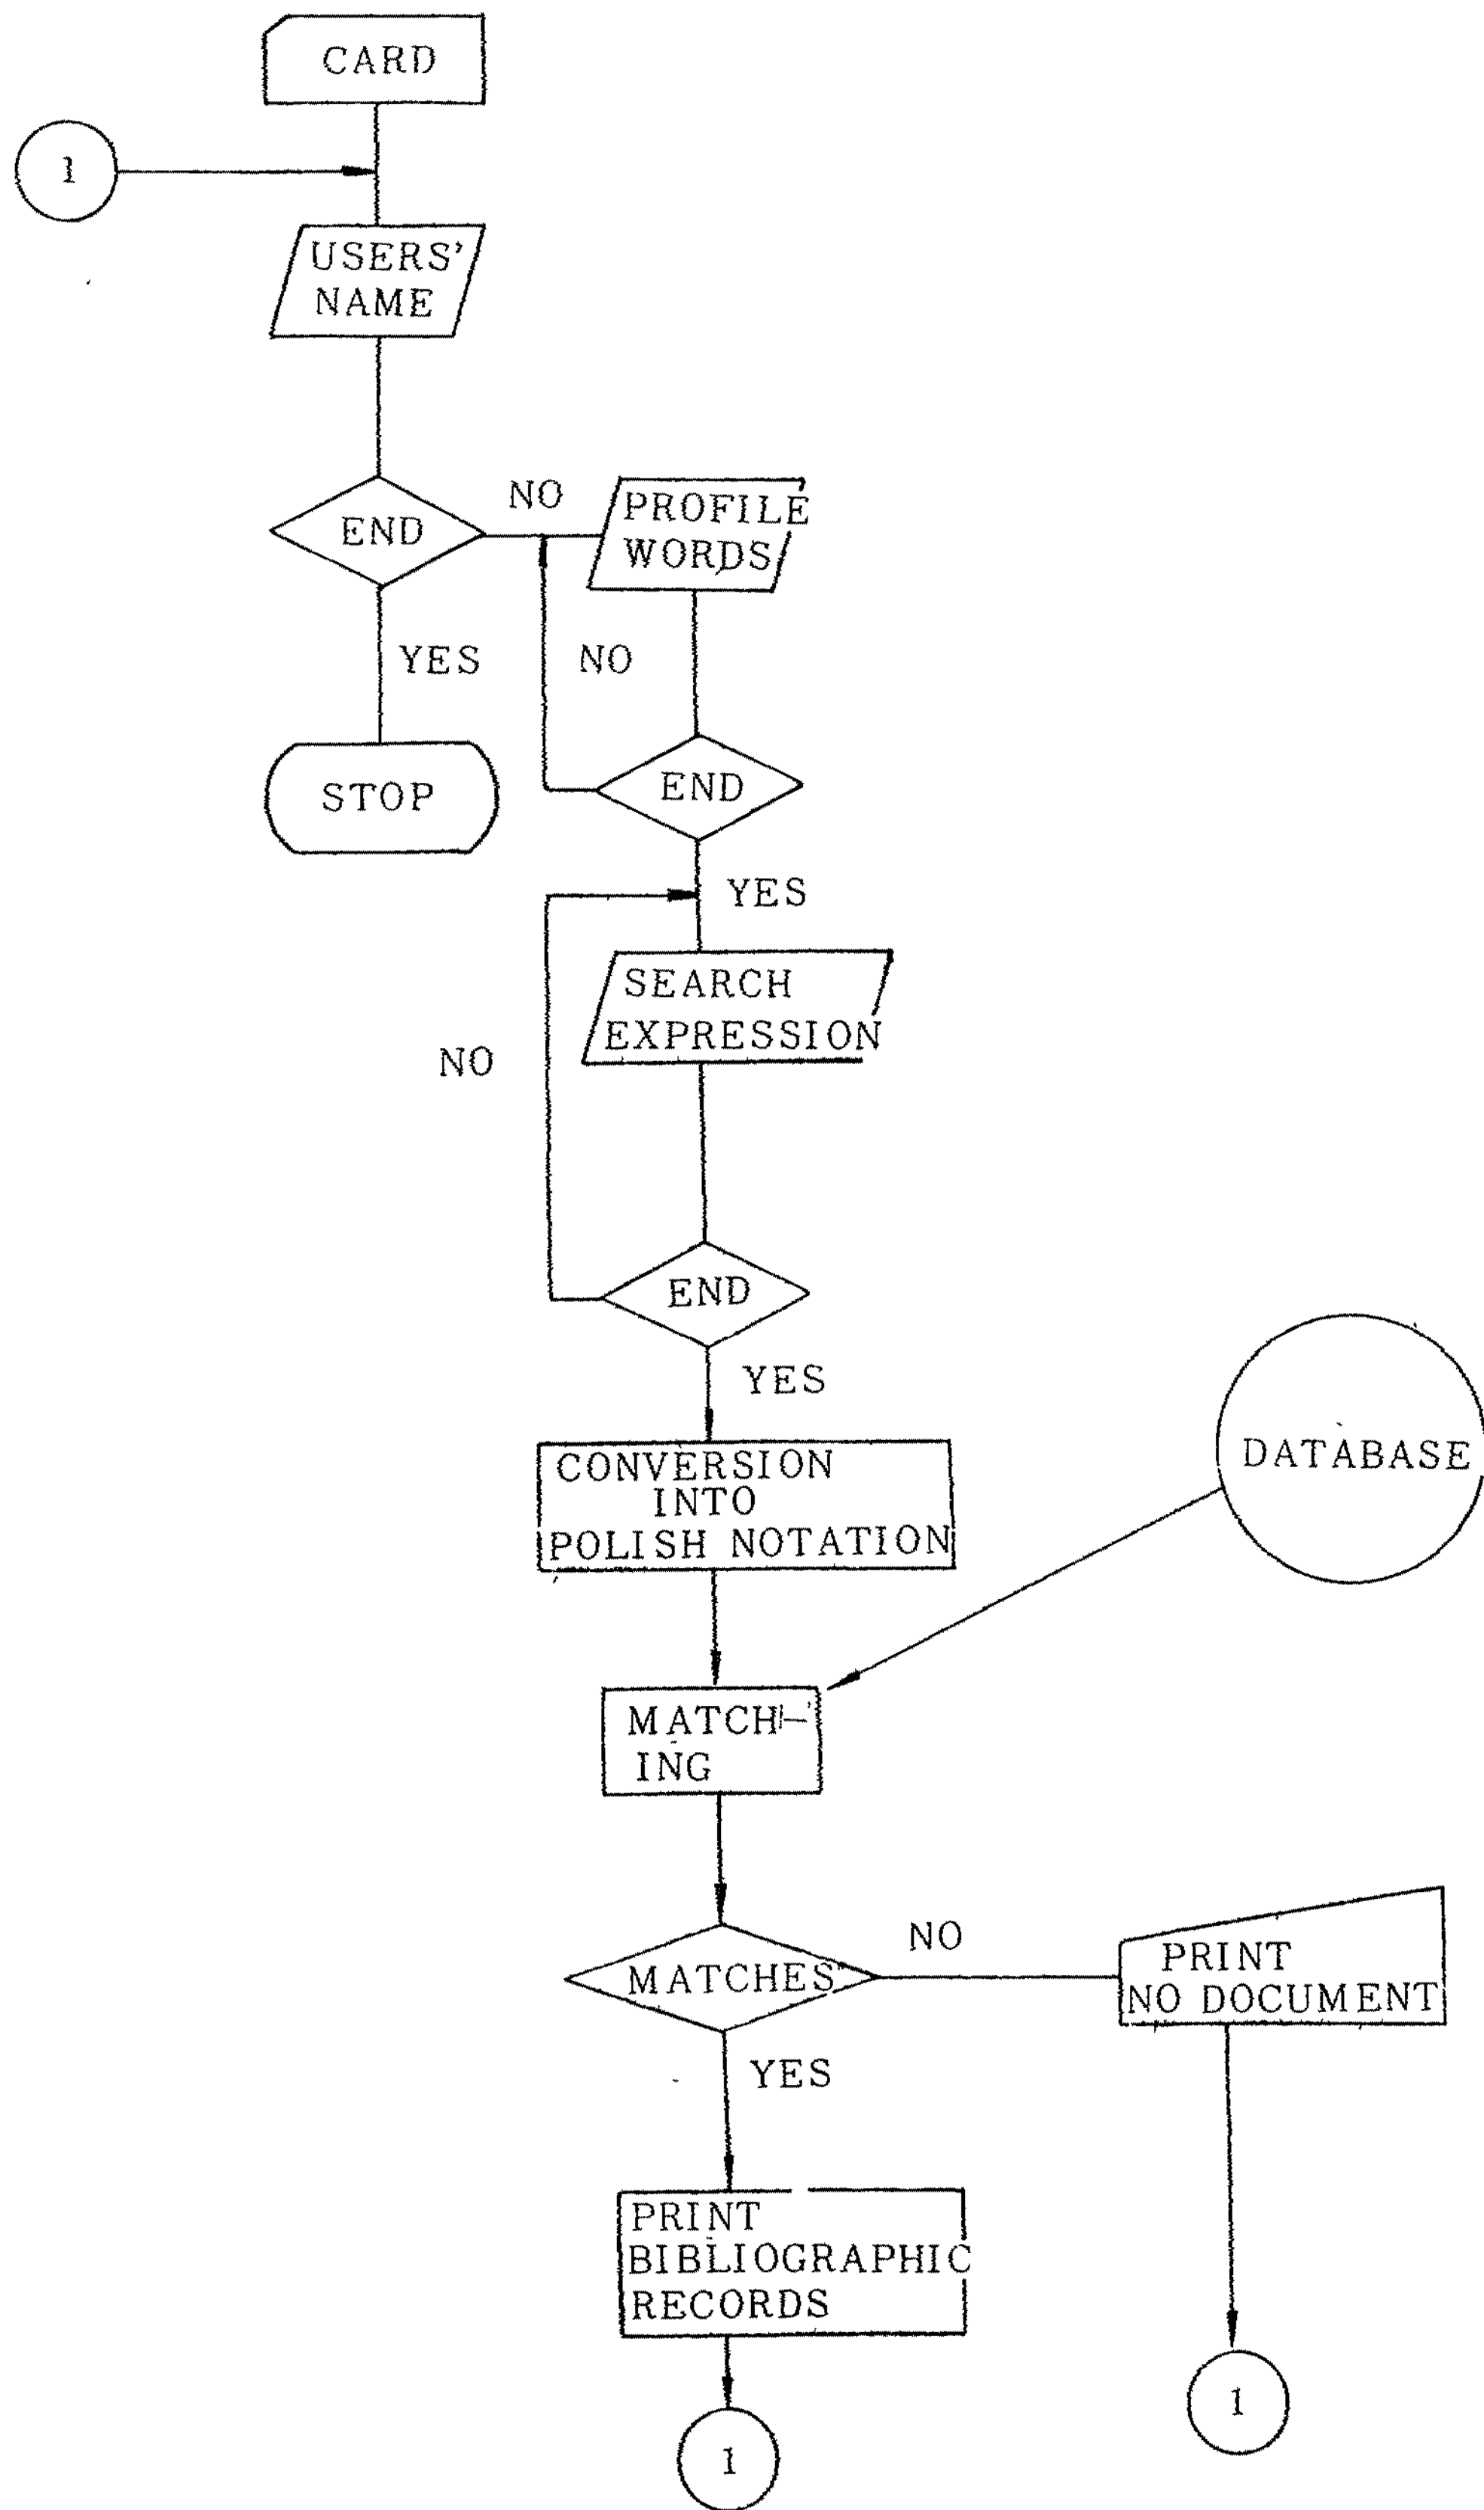 CARD
1
USERS'
NAME
END
NO
PROFILE
WORDS
YES
NO
STOP
END
YES
SEARCH
EXPRESSION
NO
END
YES
CONVERSION
INTO
POLISH NOTATION
DATABASE
MATCH-
ING
MATCHES
NO
PRINT
NO DOCUMENT
YES
PRINT
BIBLIOGRAPHIC
RECORDS
1
1